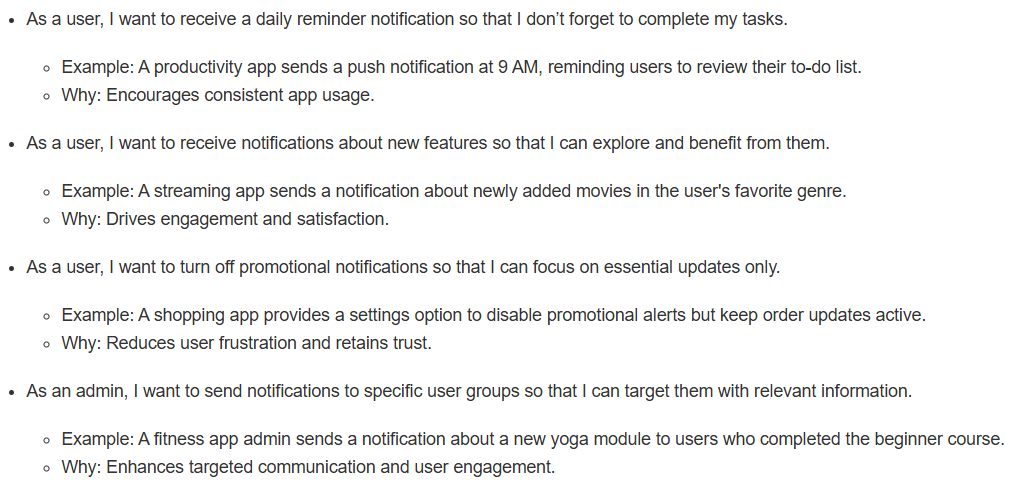 As a user, I want to receive a daily reminder notification so that I don’t forget to complete my tasks.
Example: A productivity app sends a push notification at 9 AM, reminding users to review their to-do list.
Why: Encourages consistent app usage.
As a user, I want to receive notifications about new features so that I can explore and benefit from them.
Example: A streaming app sends a notification about newly added movies in the user's favorite genre.
Why: Drives engagement and satisfaction.
As a user, I want to turn off promotional notifications so that I can focus on essential updates only.
Example: A shopping app provides a settings option to disable promotional alerts but keep order updates active.
Why: Reduces user frustration and retains trust.
As an admin, I want to send notifications to specific user groups so that I can target them with relevant information.
Example: A fitness app admin sends a notification about a new yoga module to users who completed the beginner course.
Why: Enhances targeted communication and user engagement.